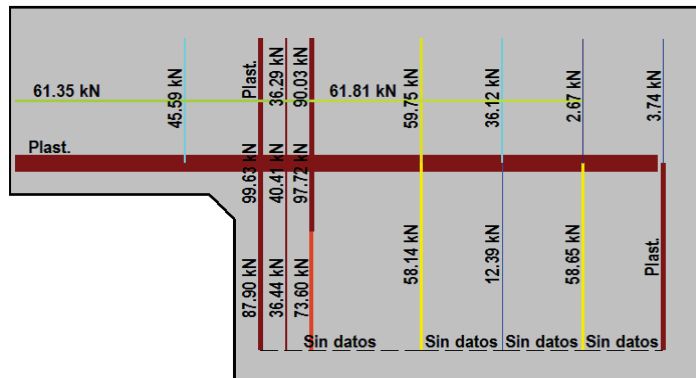 45.59 kN
Plast.
36.29 kN
90.03 kN
59.75 kN
36.12 kN
2.67 kN
3.74 kN
61.35 kN
61.81 kN
Plast.
99.63 kN
40.41 kN
97.72 kN
87.90 kN
36.44 kN
73.60 kN
58.14 kN
12.39 kN
58.65 kN
Plast.
Sin datos
Sin datos
Sin datos
Sin datos